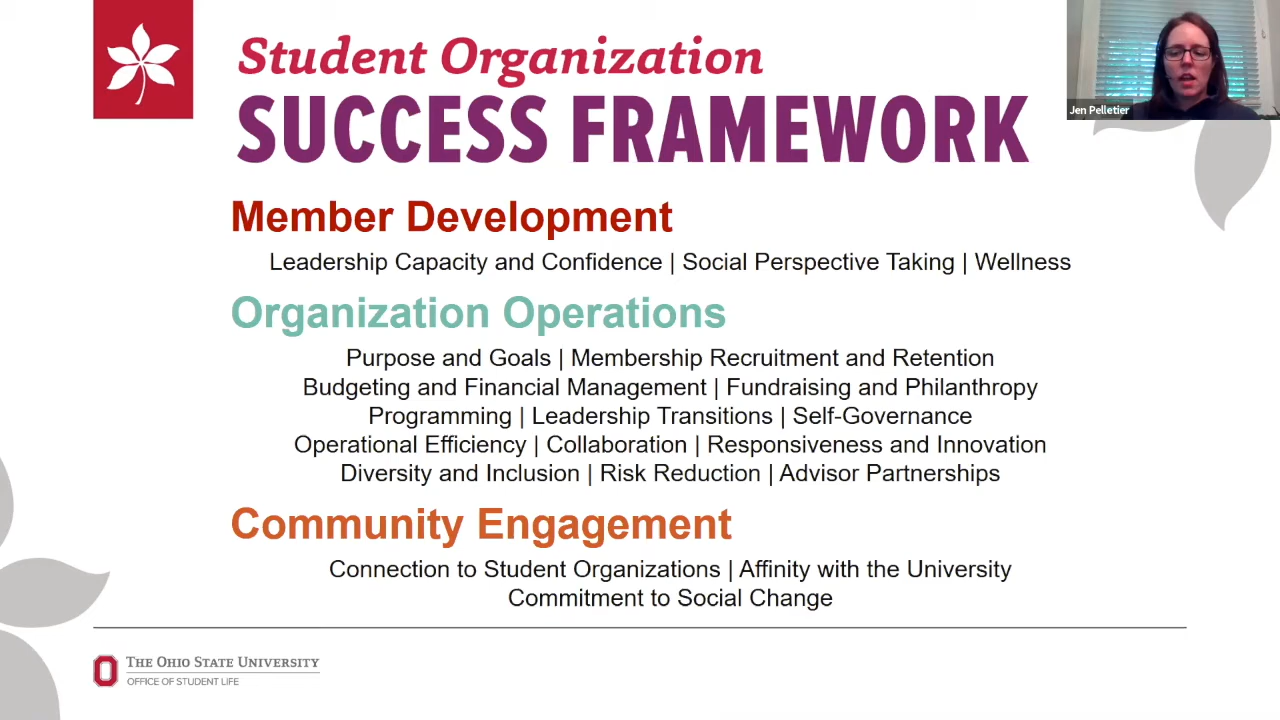 Student Organization
SUCCESS FRAMEWORK
Jen Pelletier
Member Development
Leadership Capacity and Confidence | Social Perspective Taking | Wellness
Organization Operations
Purpose and Goals | Membership Recruitment and Retention
Budgeting and Financial Management | Fundraising and Philanthropy
Programming | Leadership Transitions | Self-Governance
Operational Efficiency | Collaboration | Responsiveness and Innovation
Diversity and Inclusion | Risk Reduction | Advisor Partnerships
Community Engagement
Connection to Student Organizations | Affinity with the University
Commitment to Social Change
THE OHIO STATE UNIVERSITY
OFFICE OF STUDENT LIFE